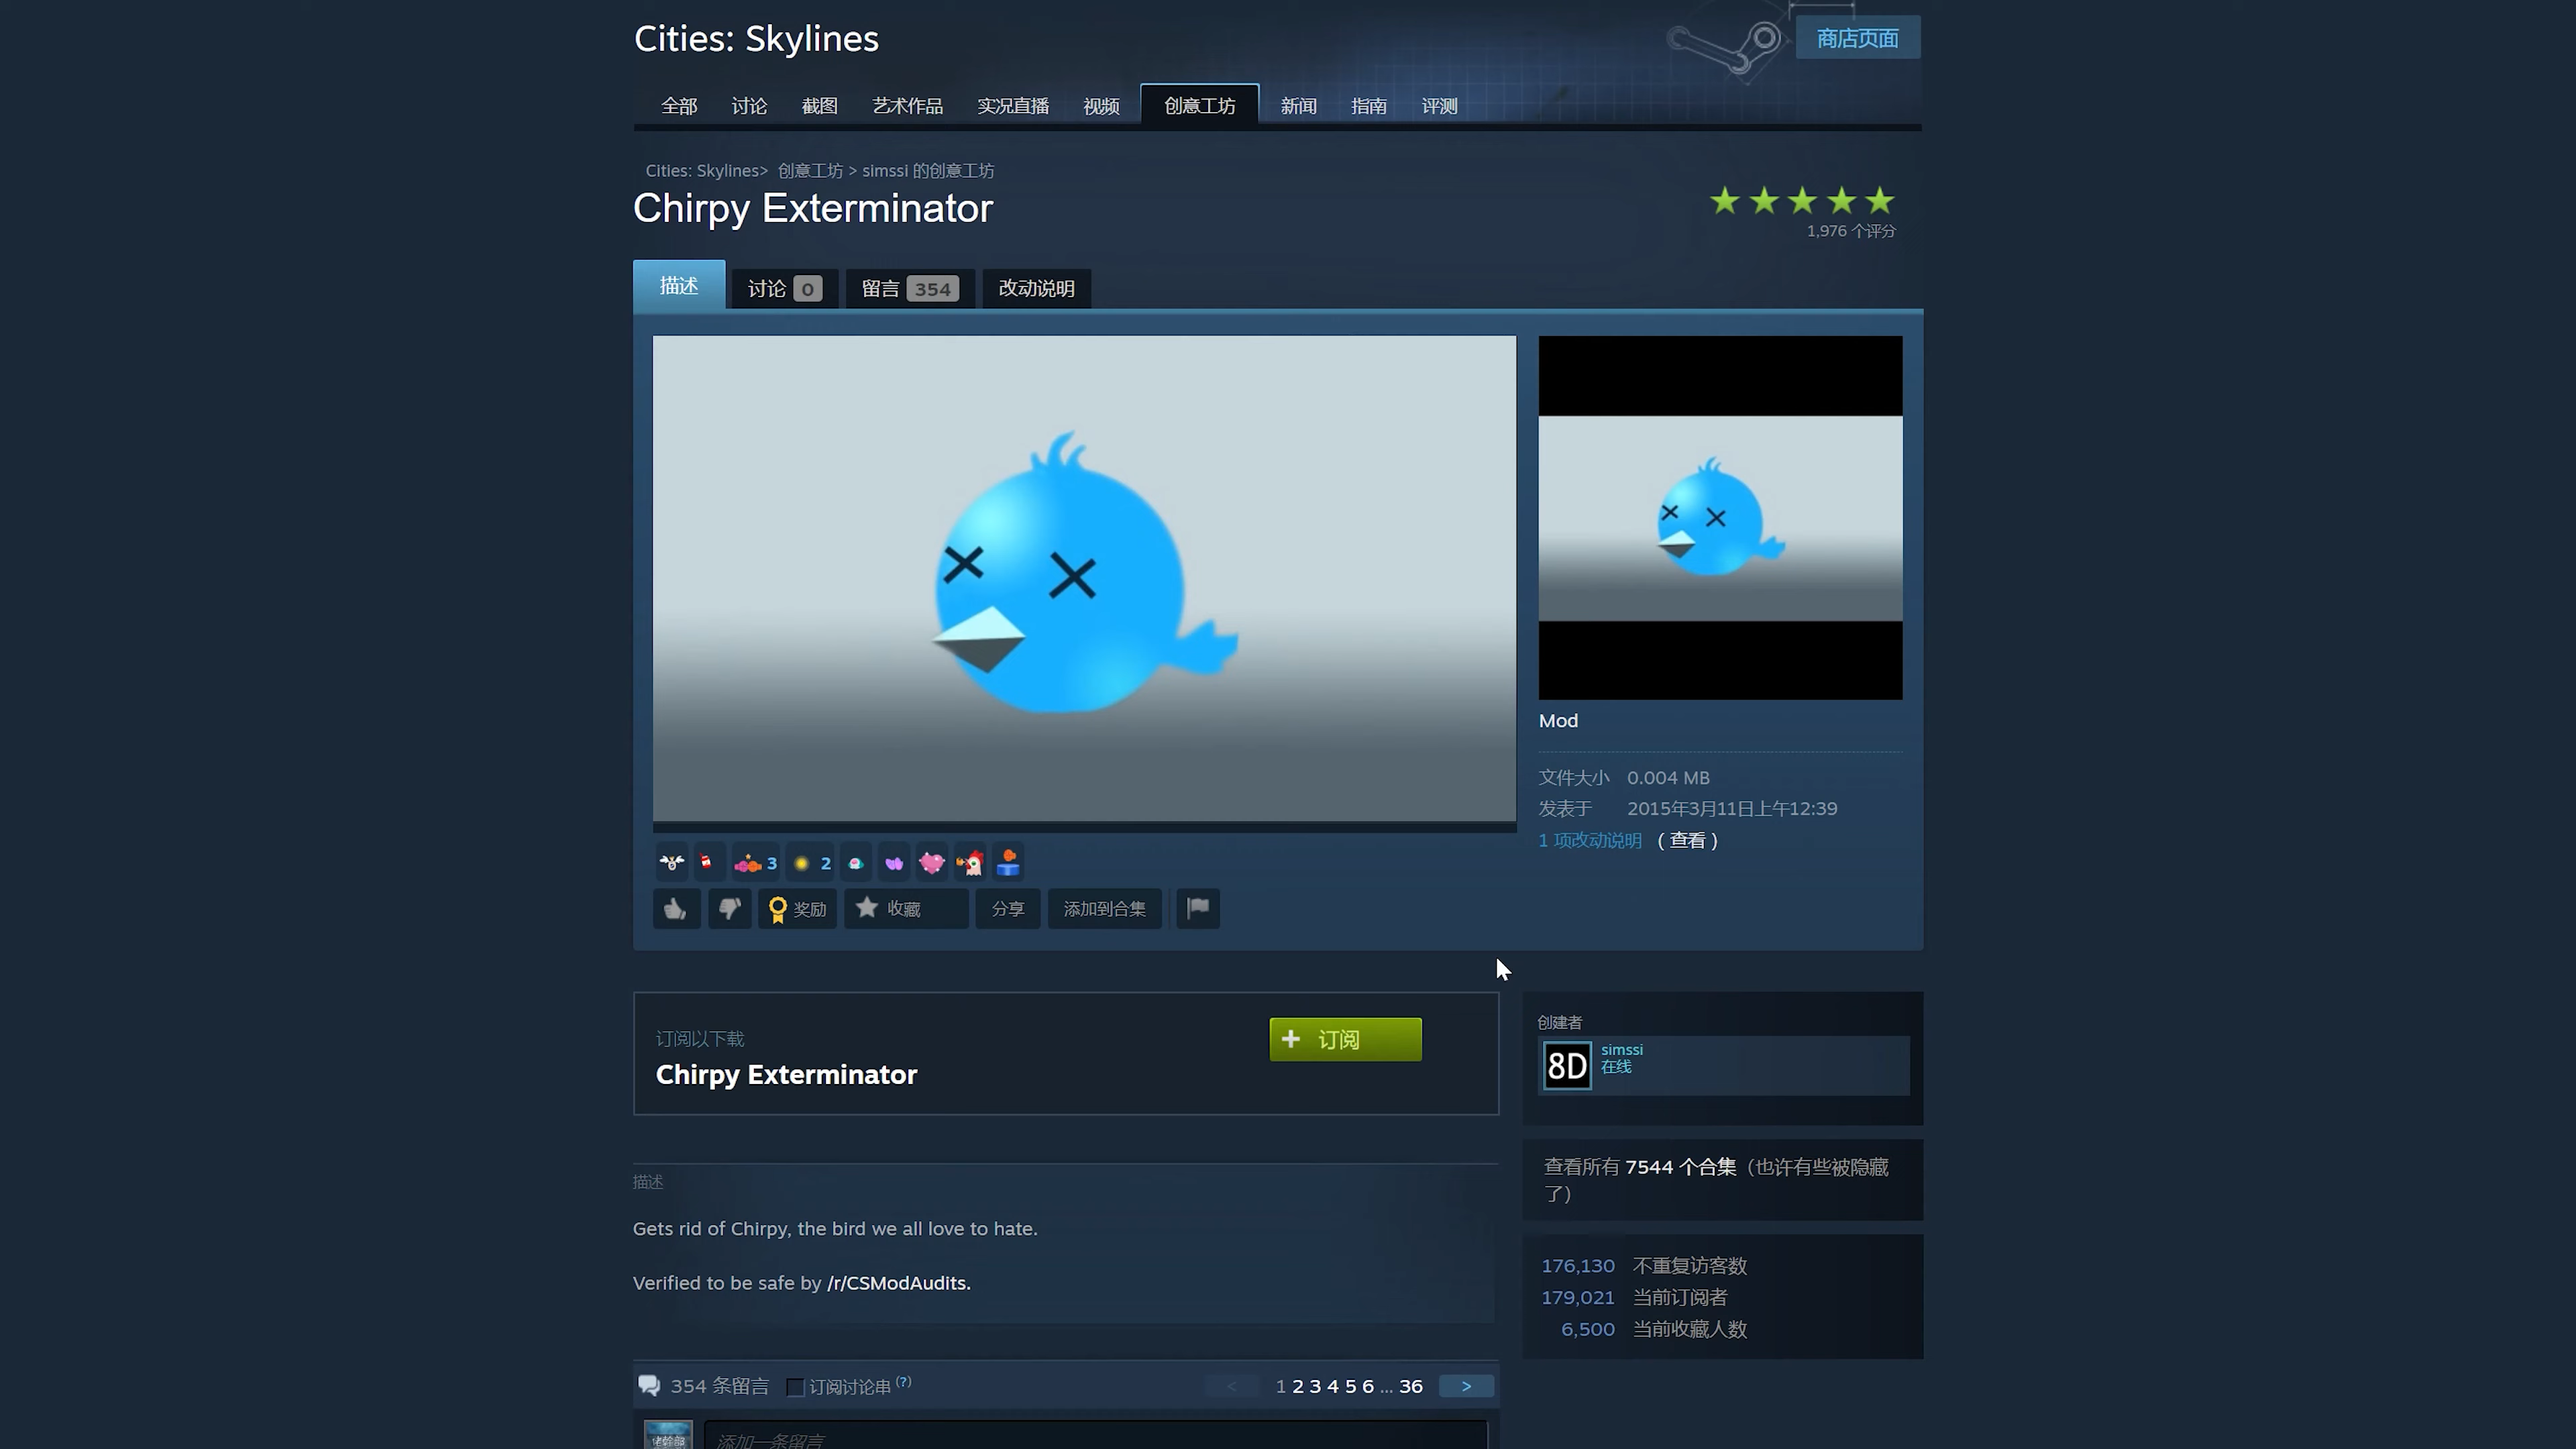 Cities: Skylines
商店页面
全部 讨论 截图 艺术作品 实况直播 视频 创意工坊 新闻 指南 评测
Cities: Skylines> 创意工坊 > simssi 的创意工坊
Chirpy Exterminator
1,976 个评分
描述 讨论 0 留言 354 改动说明
Mod
文件大小 0.004 MB
发表于 2015年3月11日上午12:39
1 项改动说明 ( 查看 )
3 2
奖励 收藏 分享 添加到合集
订阅以下载
Chirpy Exterminator
+ 订阅
创建者
8D
simssi
在线
查看所有 7544 个合集（也许有些被隐藏
了）
描述
Gets rid of Chirpy, the bird we all love to hate.
Verified to be safe by /r/CSModAudits.
176,130 不重复访客数
179,021 当前订阅者
6,500 当前收藏人数
354 条留言 订阅讨论串 (?)
< 1 2 3 4 5 6 ... 36 >
添加一条留言